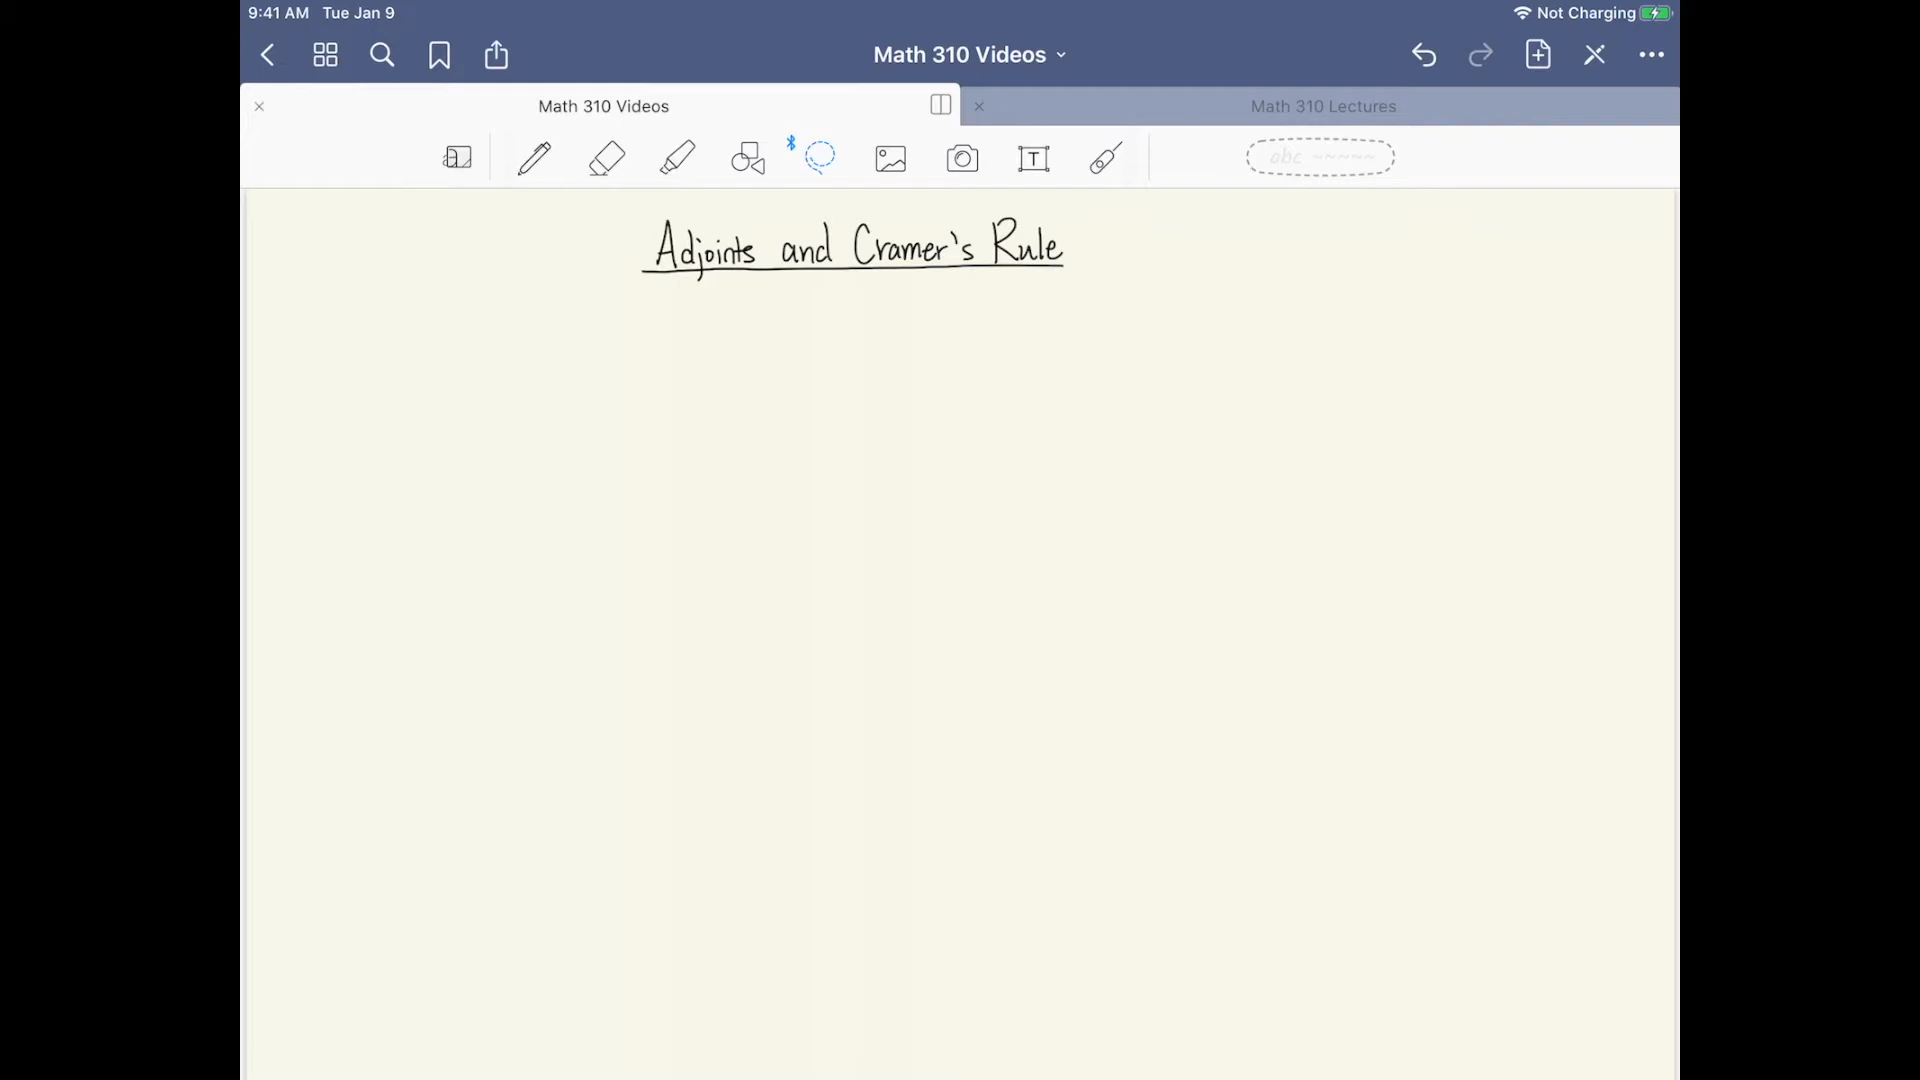 9:41 AM Tue Jan 9 Not Charging
Math 310 Videos
Math 310 Videos Math 310 Lectures
a T abc ~~~~~
Adjoints and Cramer's Rule